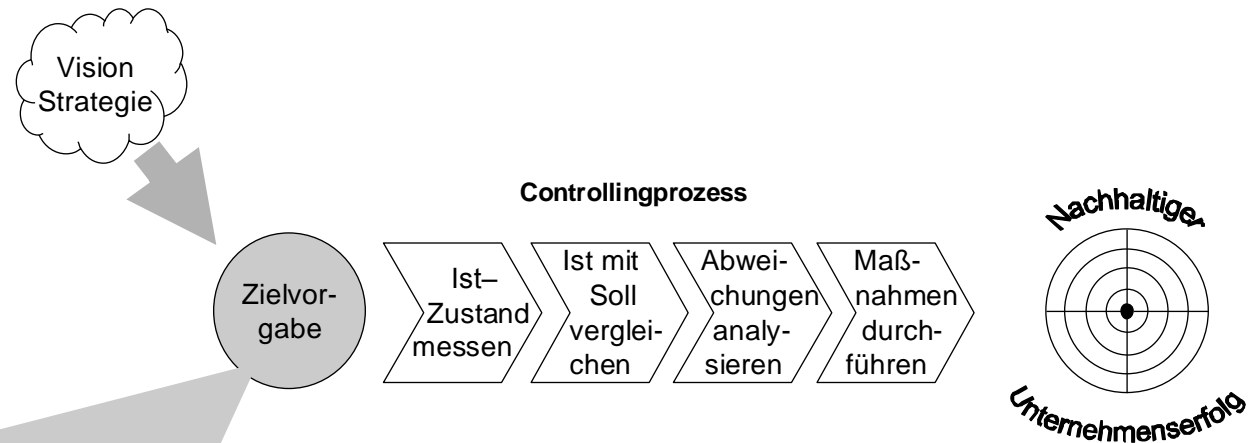 Vision
Strategie
Controllingprozess
Zielvor-
gabe
Ist–
Zustand
messen
Ist mit
Soll
verglei-
chen
Abwei-
chungen
analy-
sieren
Maß-
nahmen
durch-
führen
Nachhaltiger
Unternehmenserfolg